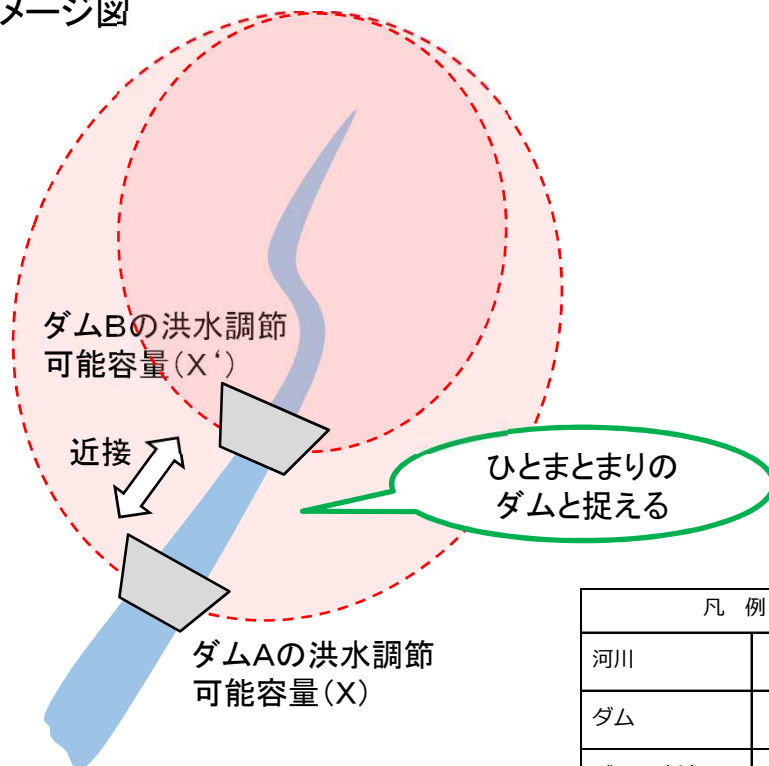 メージ図
ダムBの洪水調節
可能容量(X‘)
近接
ひとまとまりの
ダムと捉える
ダムAの洪水調節
可能容量(X)
凡 例
河川
ダム